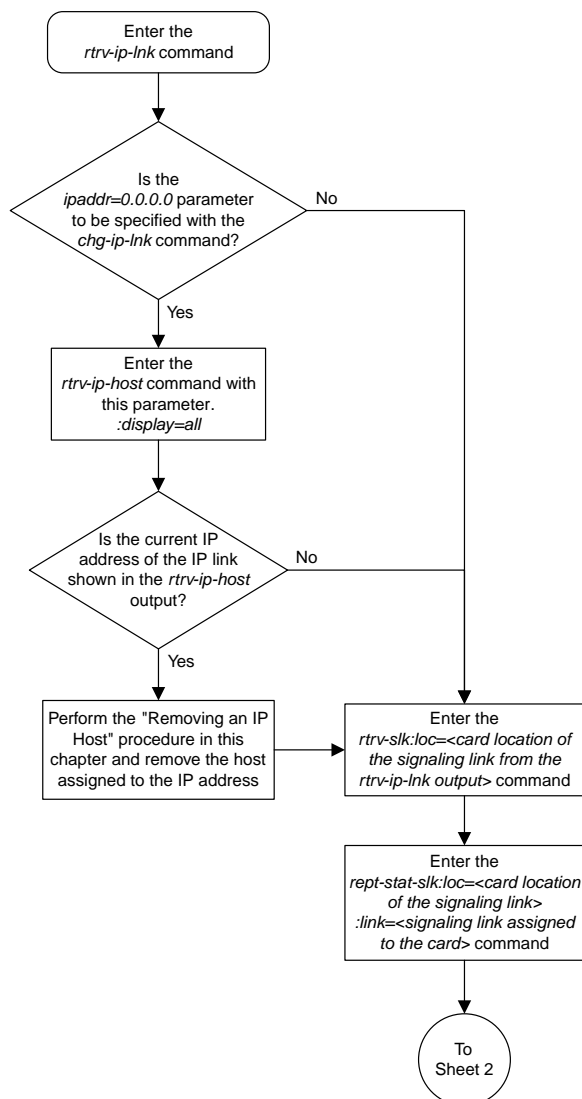 Enter the
rtrv-ip-lnk command
Is the
ipaddr=0.0.0.0 parameter
to be specified with the
chg-ip-lnk command?
No
Yes
Enter the
rtrv-ip-host command with
this parameter.
:display=all
Is the current IP
address of the IP link
shown in the rtrv-ip-host
output?
No
Yes
Perform the "Removing an IP
Host" procedure in this
chapter and remove the host
assigned to the IP address
Enter the
rtrv-slk:loc=<card location of
the signaling link from the
rtrv-ip-lnk output> command
Enter the
rept-stat-slk:loc=<card location
of the signaling link>
:link=<signaling link assigned
to the card> command
To
Sheet 2